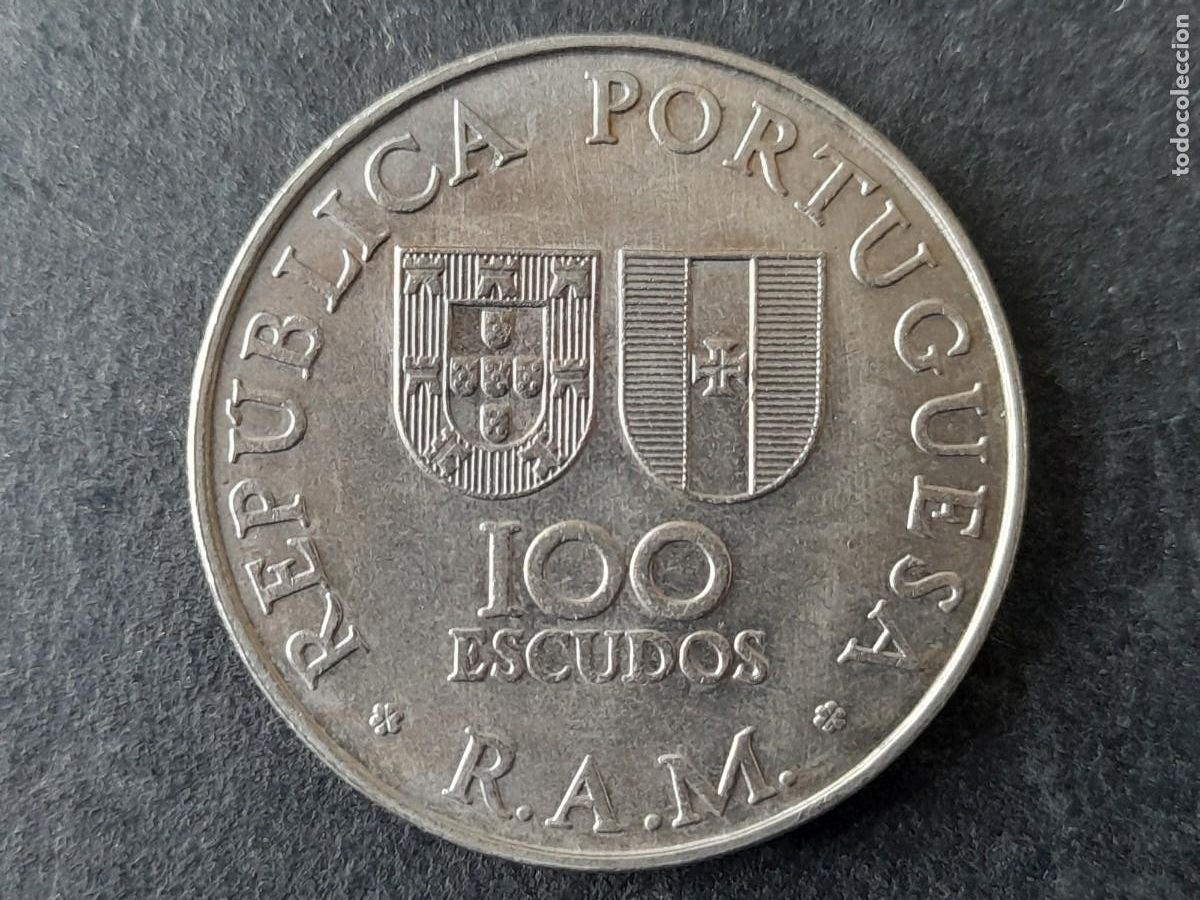 REPUBLICA PORTUGUESA
100
ESCUDOS
R.A.M.
todocoleccion